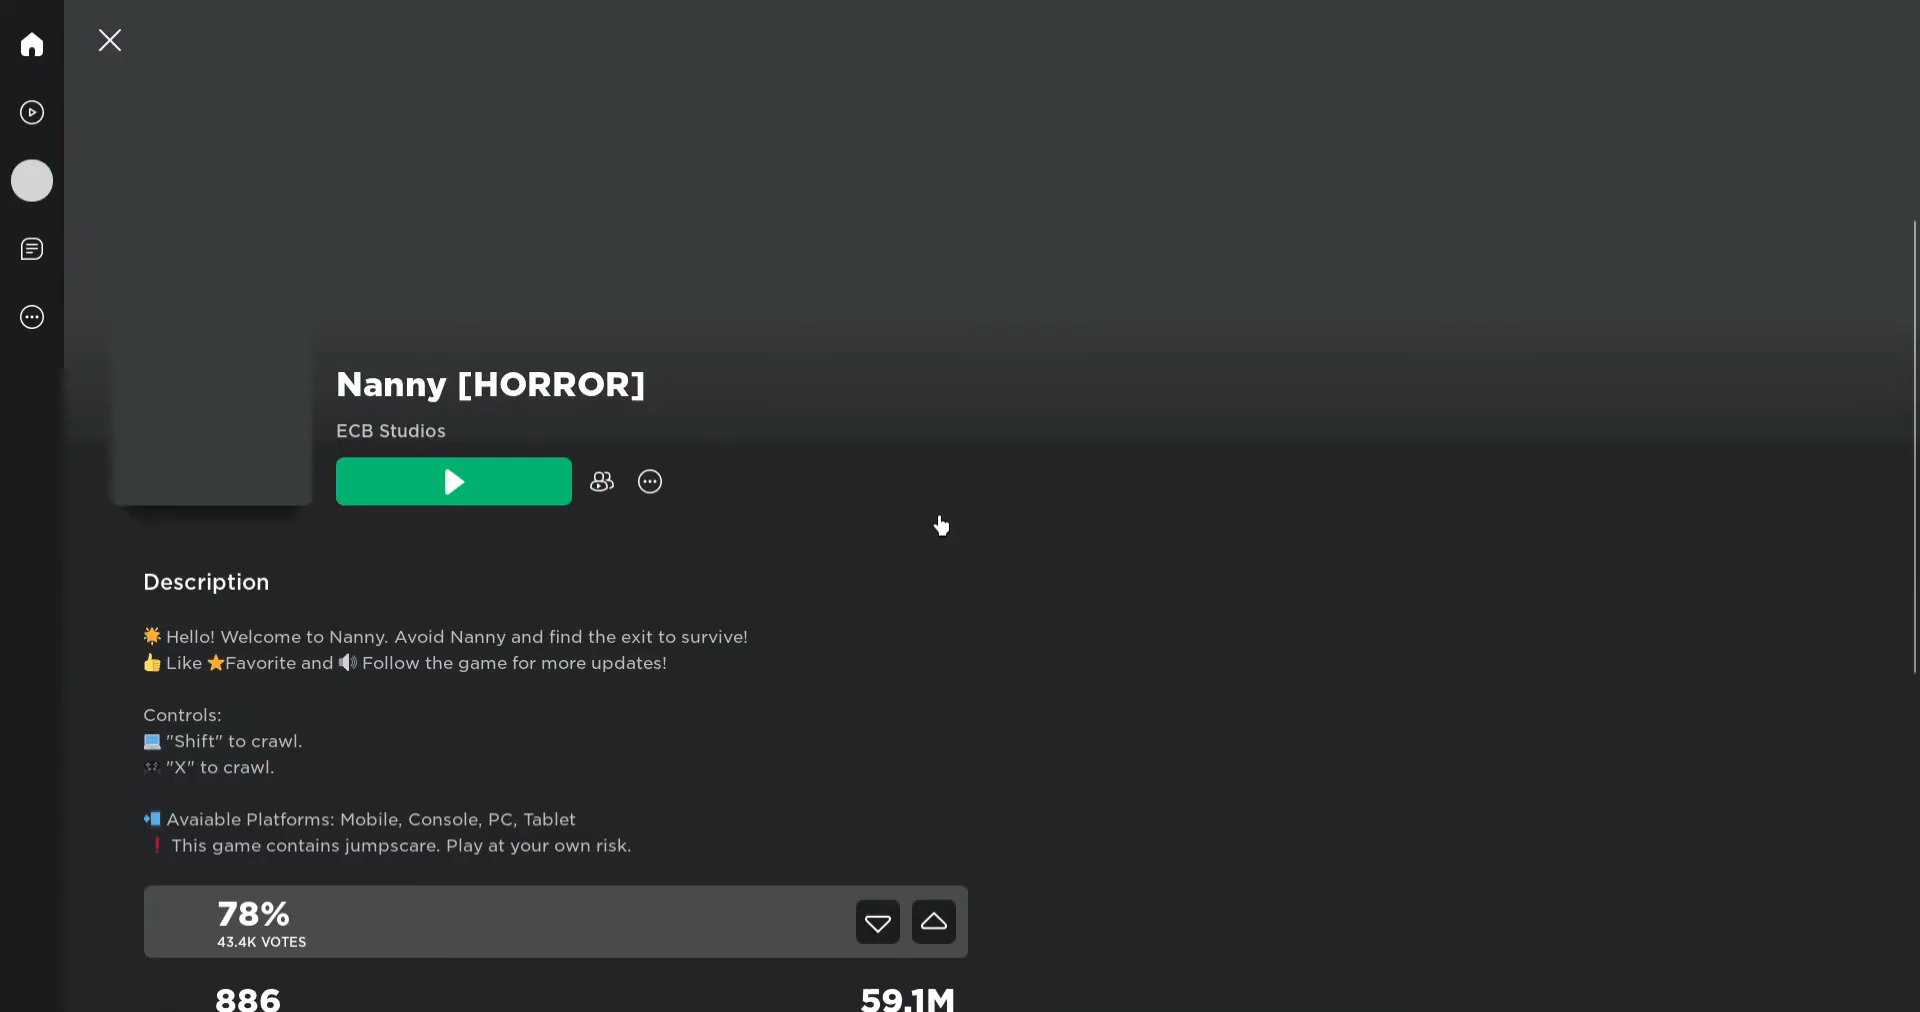 Nanny [HORROR]
ECB Studios
Description
🌟 Hello! Welcome to Nanny. Avoid Nanny and find the exit to survive!
👍 Like ⭐Favorite and 🔊 Follow the game for more updates!
Controls:
💻 "Shift" to crawl.
🎮 "X" to crawl.
📲 Avaiable Platforms: Mobile, Console, PC, Tablet
❗ This game contains jumpscare. Play at your own risk.
78%
43.4K VOTES
886 59.1M